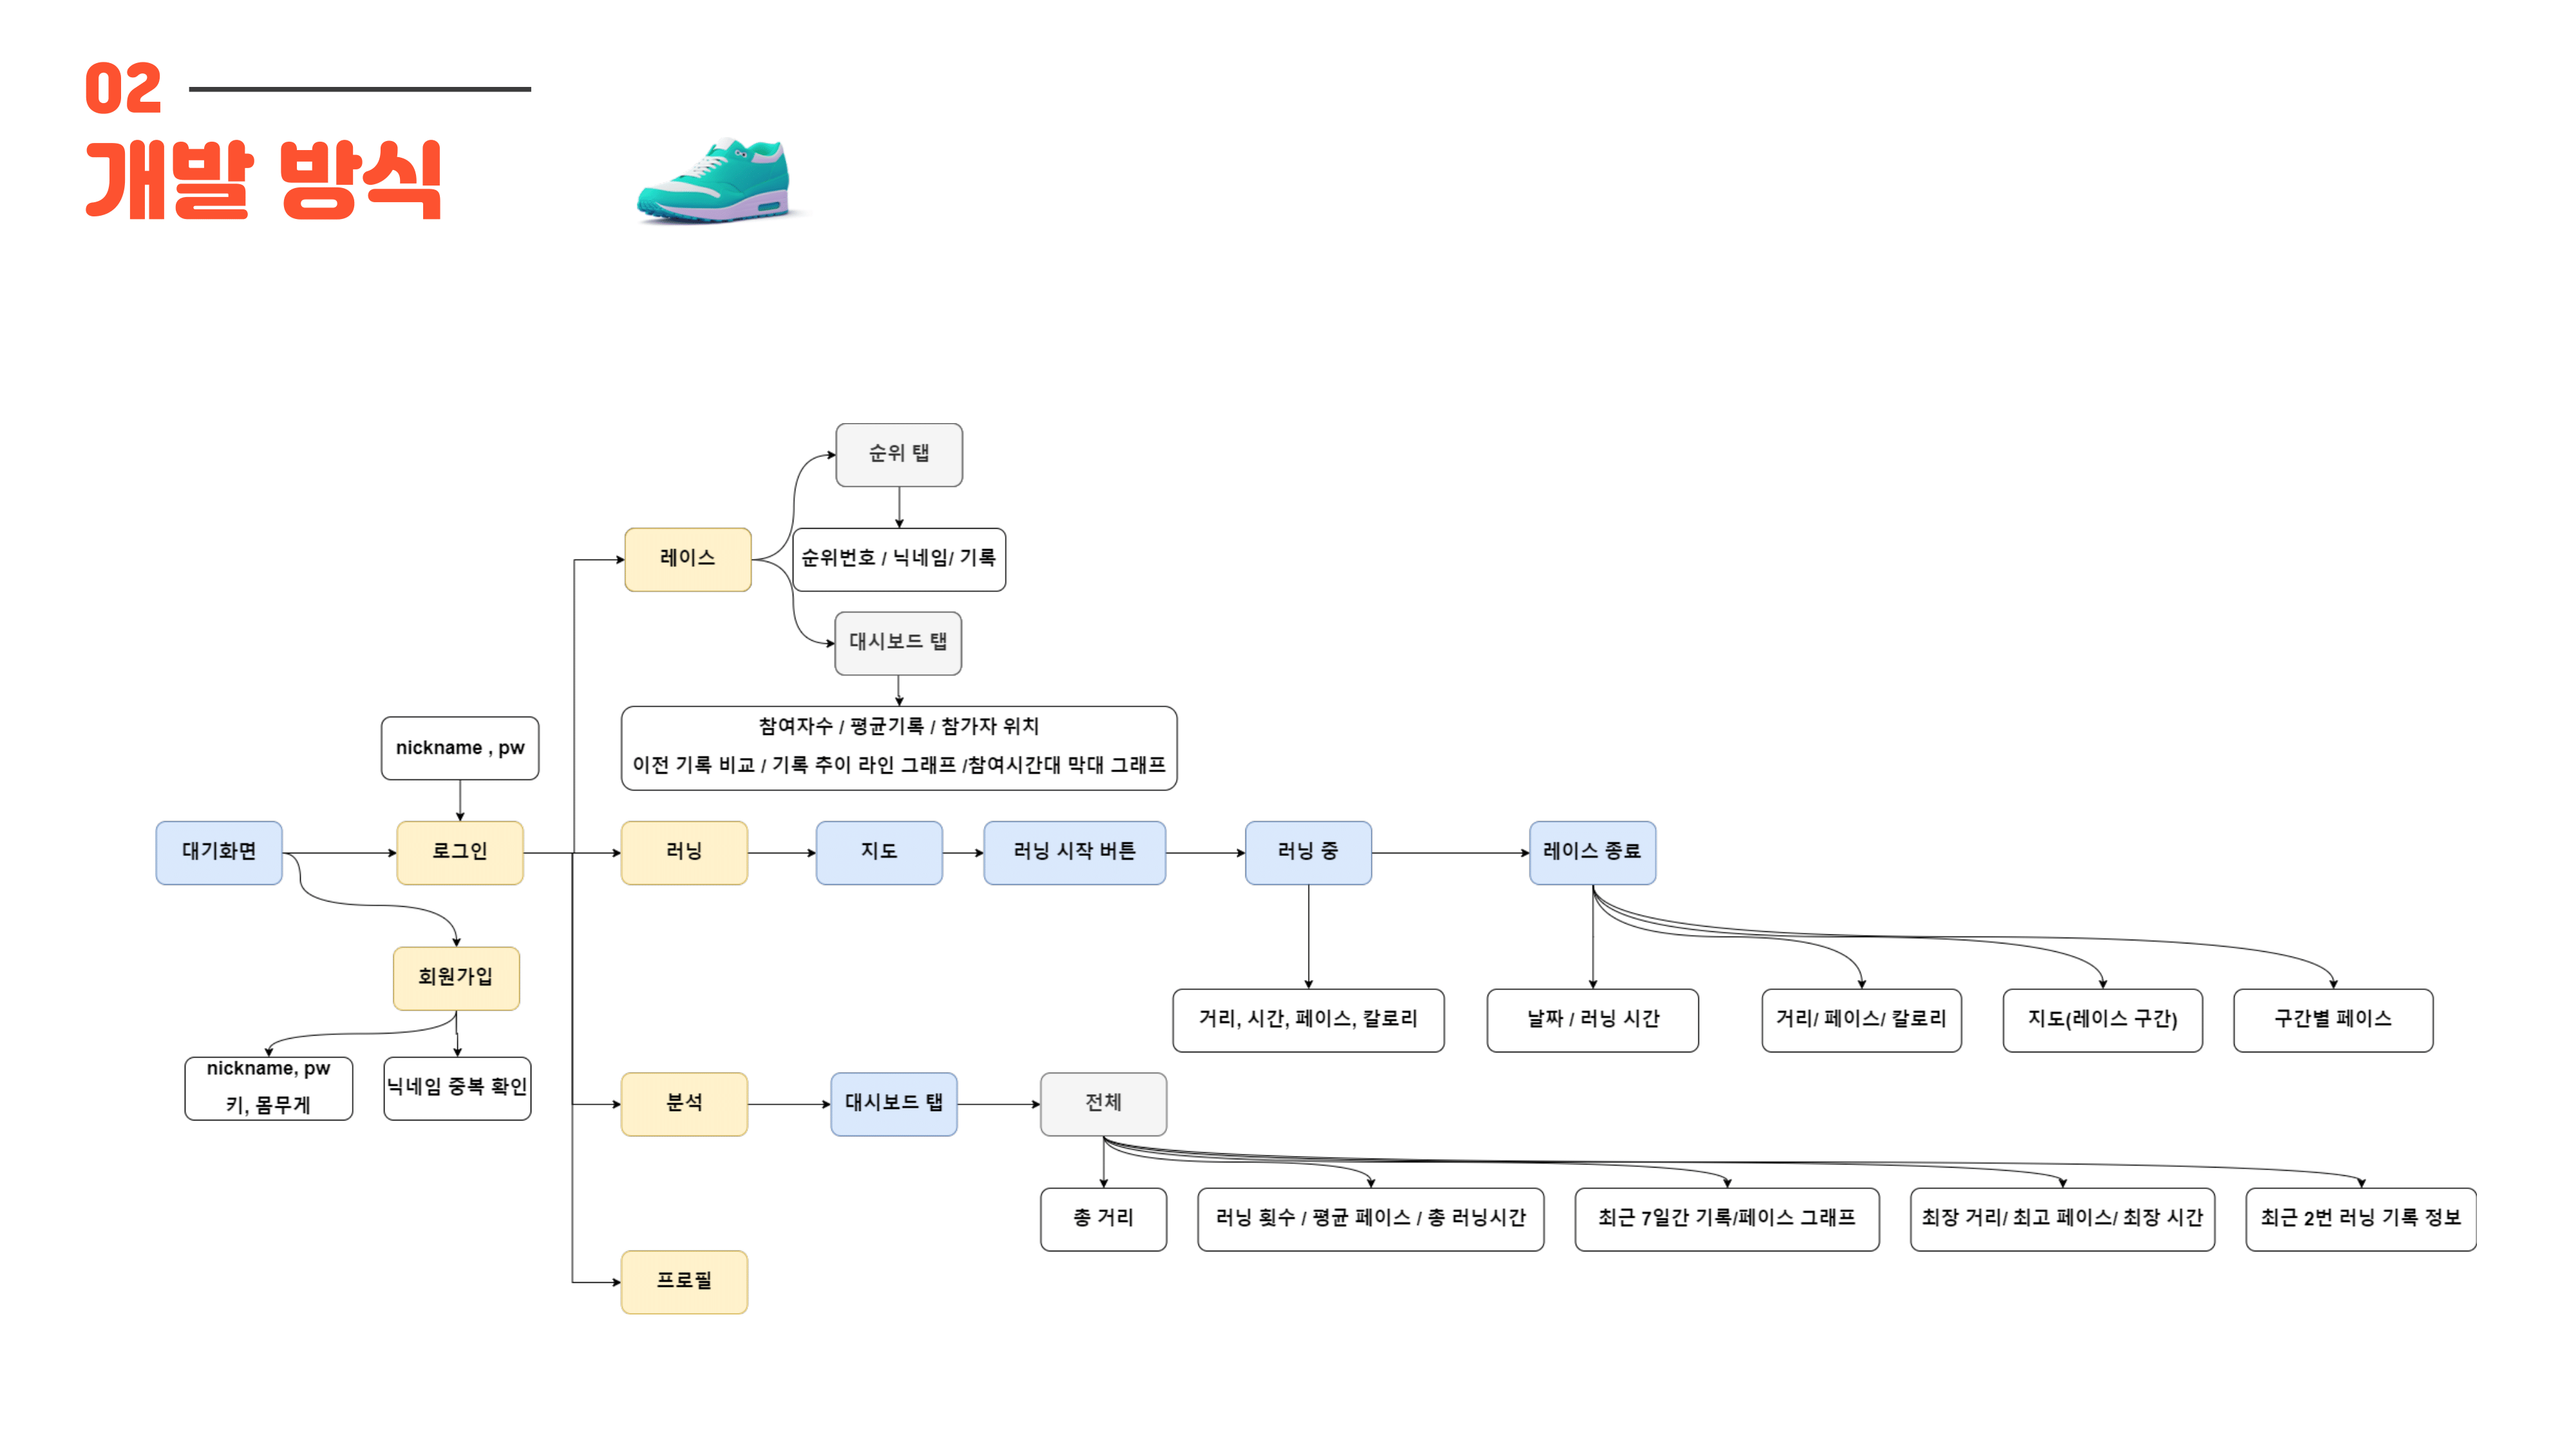 02
개발 방식
순위 탭
레이스
순위번호 / 닉네임/ 기록
대시보드 탭
참여자수 / 평균기록 / 참가자 위치
이전 기록 비교 / 기록 추이 라인 그래프 /참여시간대 막대 그래프
nickname , pw
대기화면
로그인
러닝
지도
러닝 시작 버튼
러닝 중
레이스 종료
회원가입
nickname, pw
키, 몸무게
닉네임 중복 확인
거리, 시간, 페이스, 칼로리
날짜 / 러닝 시간
거리/ 페이스/ 칼로리
지도(레이스 구간)
구간별 페이스
분석
대시보드 탭
전체
총 거리
러닝 횟수 / 평균 페이스 / 총 러닝시간
최근 7일간 기록/페이스 그래프
최장 거리/ 최고 페이스/ 최장 시간
최근 2번 러닝 기록 정보
프로필